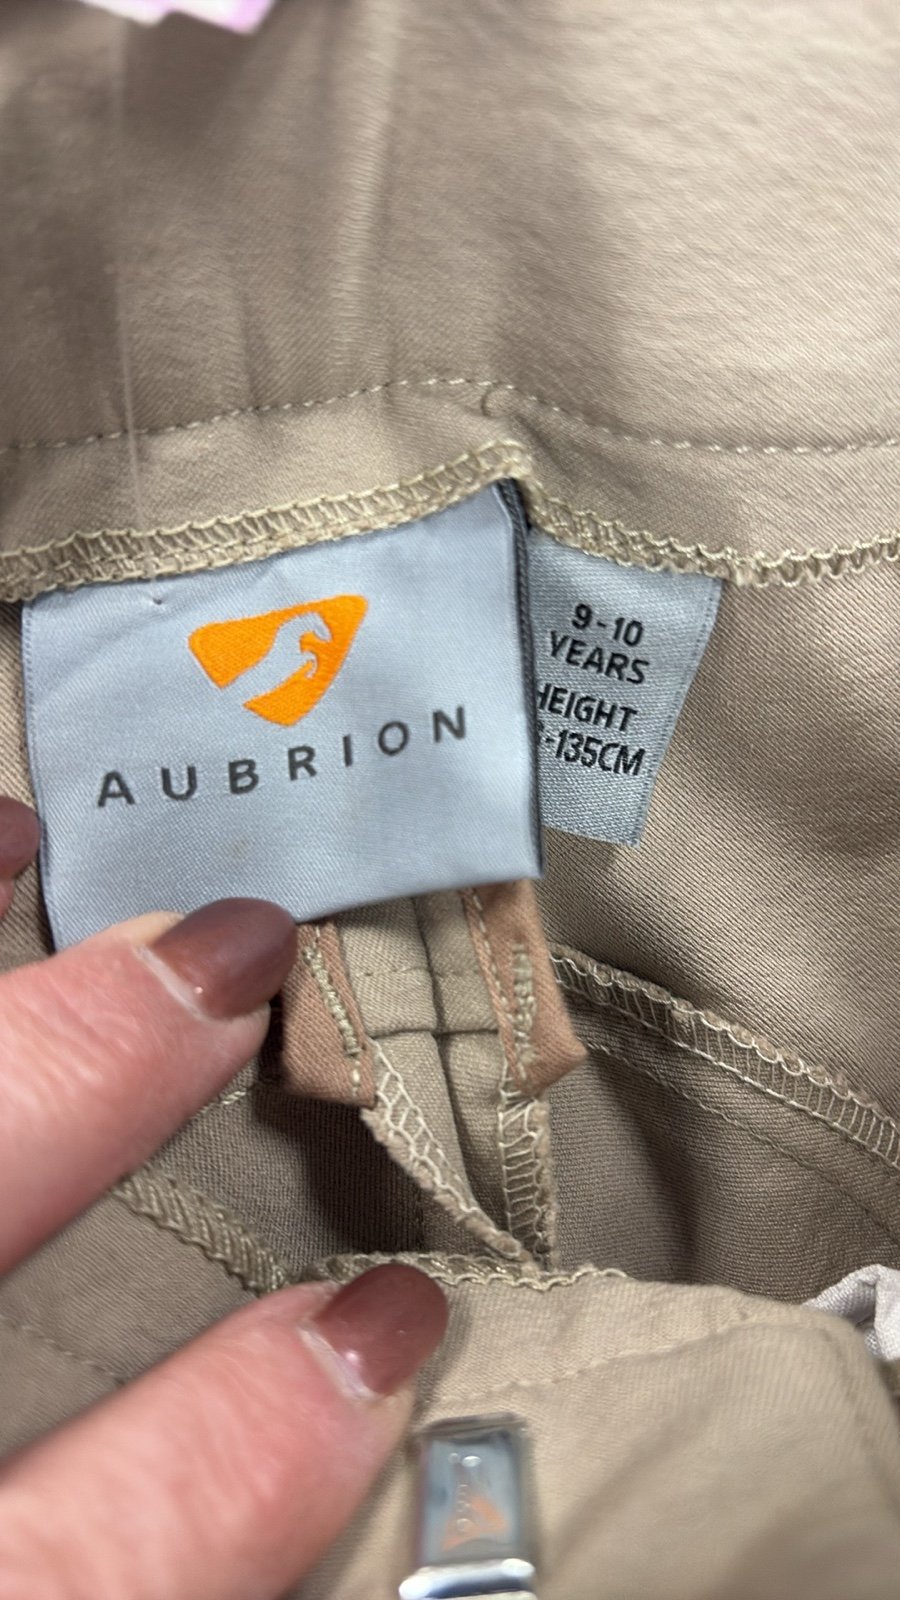 AUBRION
9-10
YEARS
HEIGHT
-135CM